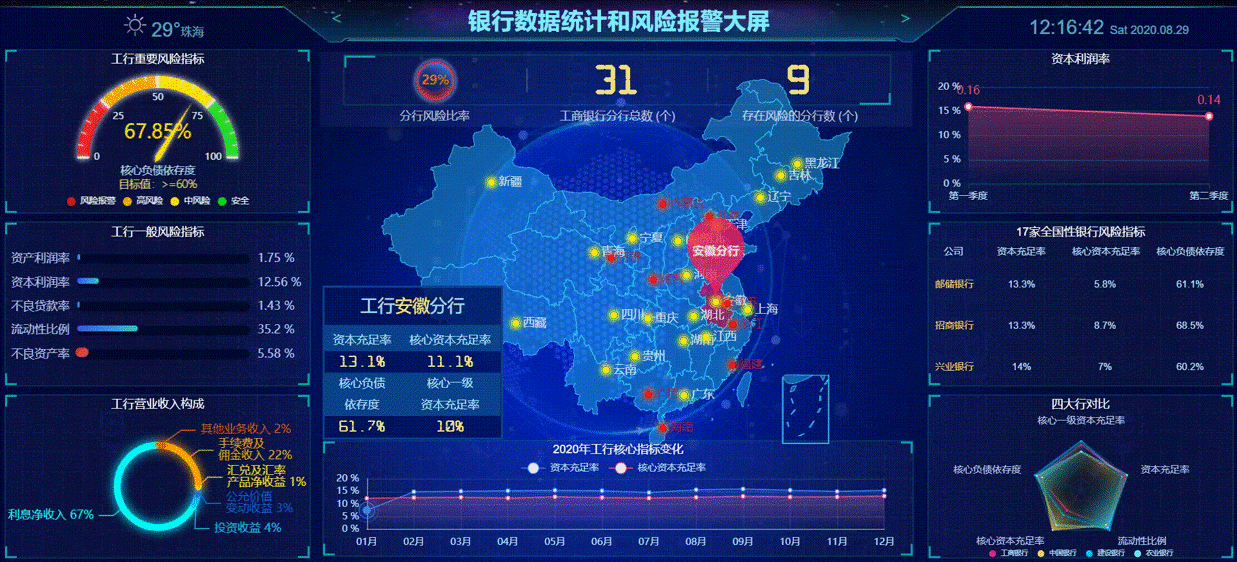 29°珠海
<
银行数据统计和风险报警大屏
>
12:16:42 Sat 2020.08.29
工行重要风险指标
0
25
50
75
100
67.85%
核心负债依存度
目标值：>=60%
风险报警
高风险
中风险
安全
工行一般风险指标
资产利润率 1.75 %
资本利润率 12.56 %
不良贷款率 1.43 %
流动性比例 35.2 %
不良资产率 5.58 %
工行营业收入构成
其他业务收入 2%
手续费及
佣金收入 22%
汇兑及汇率
产品净收益 1%
公允价值
变动收益 3%
投资收益 4%
利息净收入 67%
29%
31
9
分行风险比率
工商银行分行总数 (个)
存在风险的分行数 (个)
黑龙江
吉林
辽宁
新疆
宁夏
青海
安徽分行
安徽
上海
四川
重庆
湖北
西藏
湖南
江西
贵州
云南
福建
广东
海南
工行安徽分行
资本充足率 核心资本充足率
13.1% 11.1%
核心负债
依存度
核心一级
资本充足率
61.7% 10%
2020年工行核心指标变化
资本充足率
核心资本充足率
20 %
15 %
10 %
5 %
0 %
01月 02月 03月 04月 05月 06月 07月 08月 09月 10月 11月 12月
资本利润率
20 %
15 %
10 %
5 %
0 %
0.16
0.14
第一季度
第二季度
17家全国性银行风险指标
公司 资本充足率 核心资本充足率 核心负债依存度
邮储银行 13.3% 5.8% 61.1%
招商银行 13.3% 8.7% 68.5%
兴业银行 14% 7% 60.2%
四大行对比
核心一级资本充足率
核心负债依存度
资本充足率
核心资本充足率
流动性比例
工商银行
中国银行
建设银行
农业银行